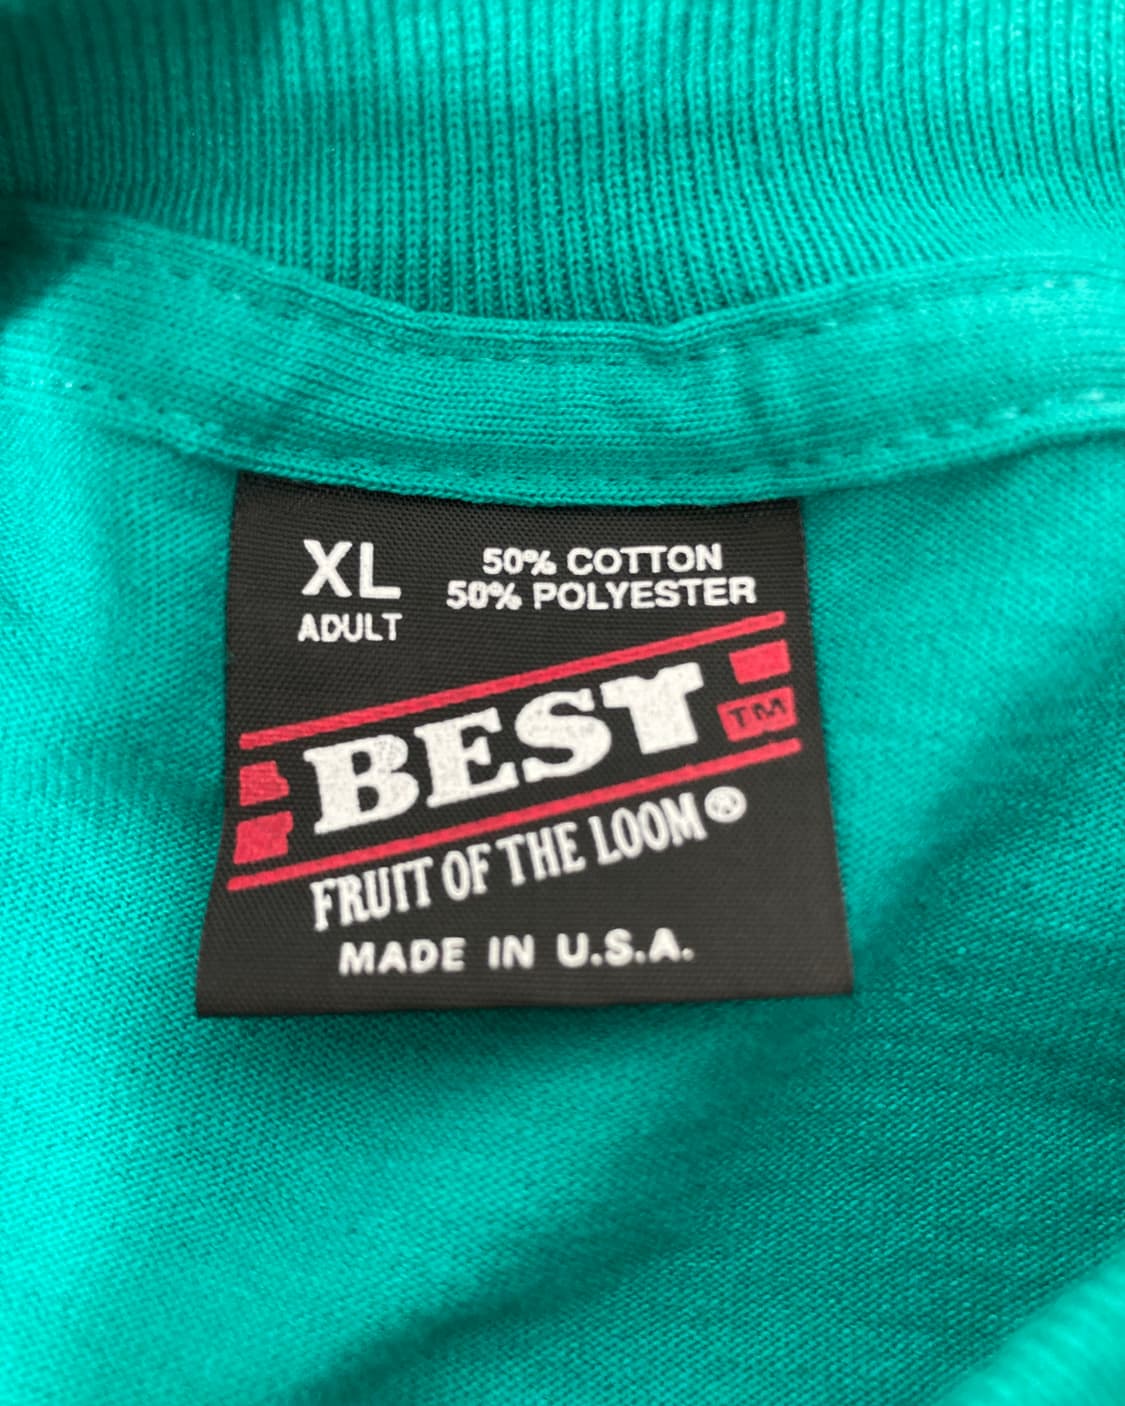 XL
ADULT
50% COTTON
50% POLYESTER
BEST™
FRUIT OF THE LOOM®
MADE IN U.S.A.